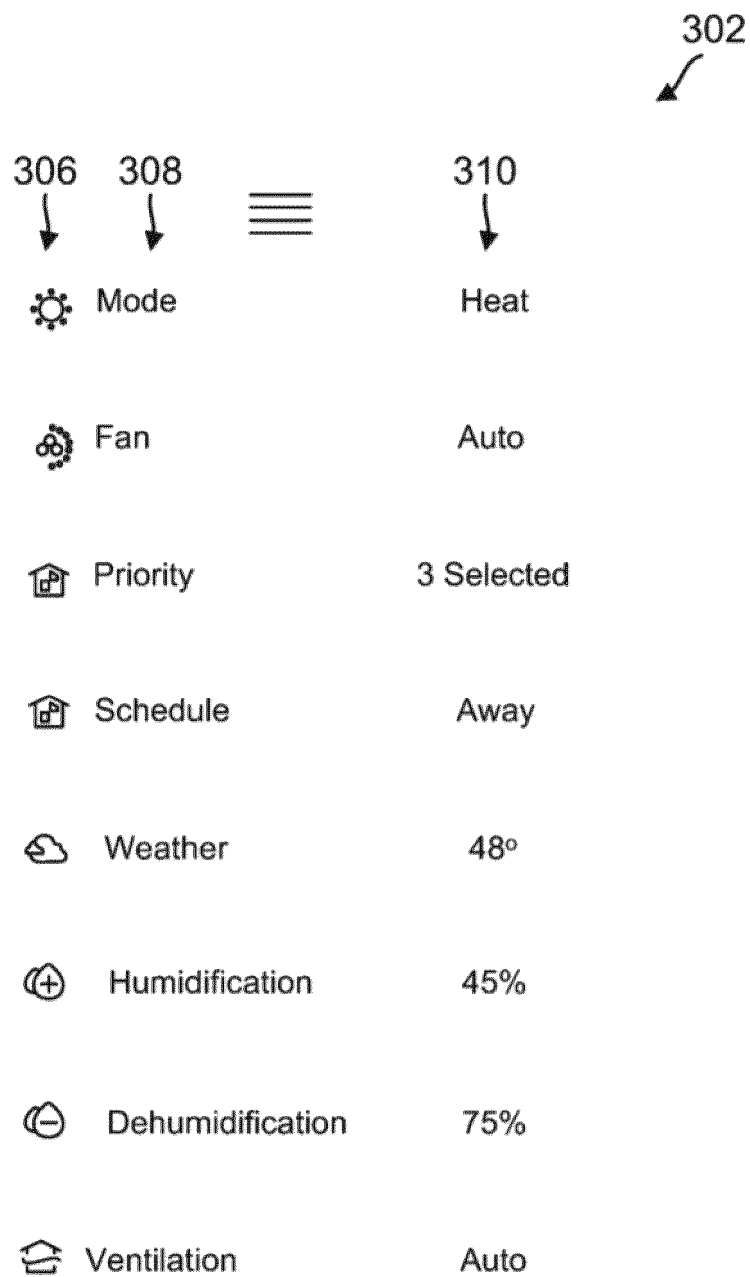 302
306 308 310
Mode Heat
Fan Auto
Priority 3 Selected
Schedule Away
Weather 48°
Humidification 45%
Dehumidification 75%
Ventilation Auto